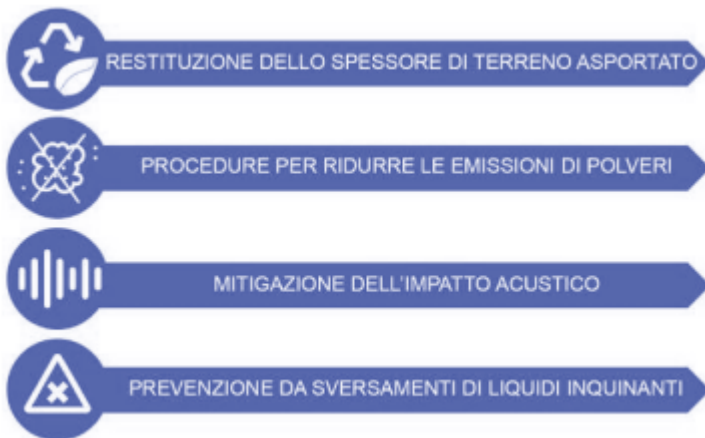 RESTITUZIONE DELLO SPESSORE DI TERRENO ASPORTATO
PROCEDURE PER RIDURRE LE EMISSIONI DI POLVERI
MITIGAZIONE DELL'IMPATTO ACUSTICO
PREVENZIONE DA SVERSAMENTI DI LIQUIDI INQUINANTI